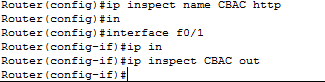 Router(config)#ip inspect name CBAC http
Router(config)#in
Router(config)#interface f0/1
Router(config-if)#ip in
Router(config-if)#ip inspect CBAC out
Router(config-if)#